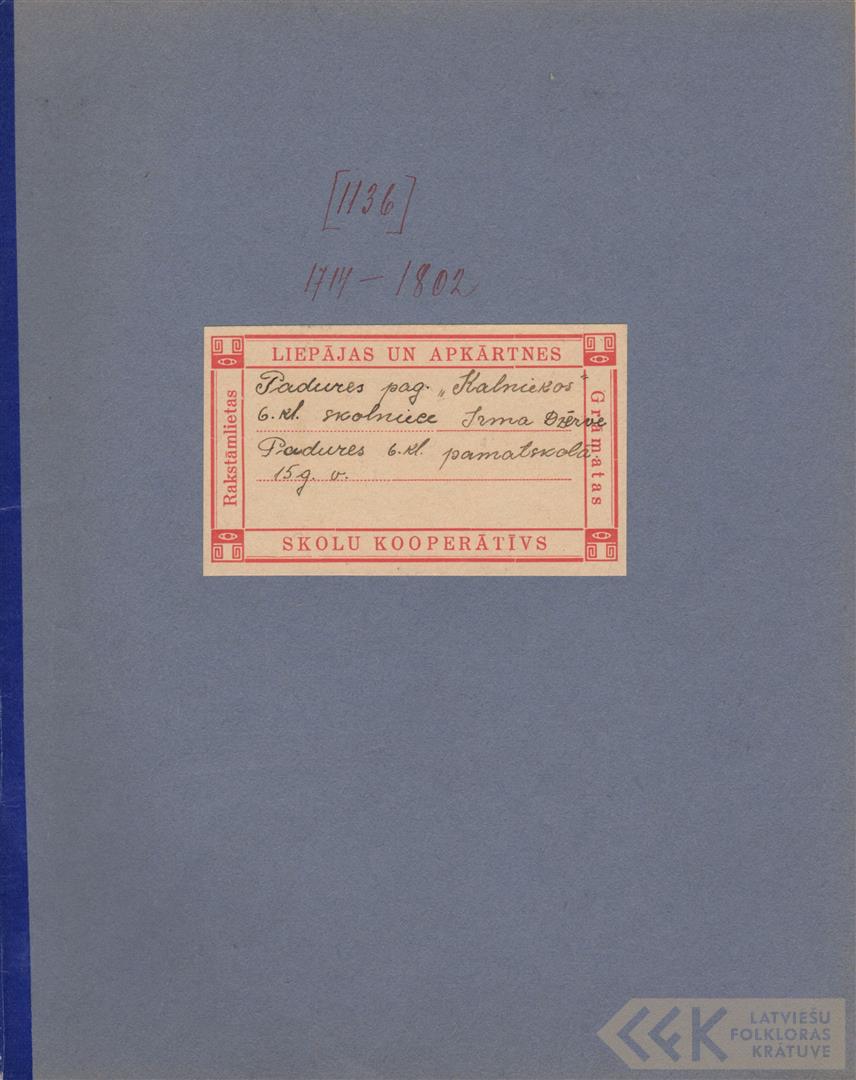 [1136]
1714 - 1802
LIEPĀJAS UN APKĀRTNES
Rakstāmlietas
Padures pag. „Kalniekos"
6. kl. skolniece Irma Dzērve
Padures 6. kl. pamatskolā
15 g. v.
Grāmatas
SKOLU KOOPERĀTĪVS
LATVIEŠU
FOLKLORAS
KRĀTUVE